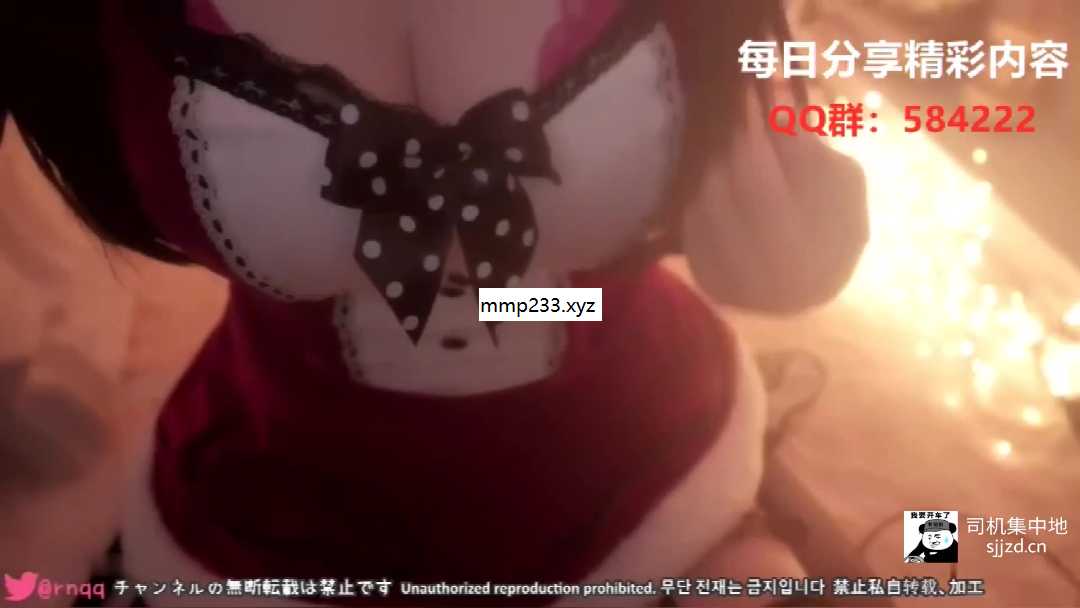 每日分享精彩内容
QQ群：584222
mmp233.xyz
我要开车了
司机集中地
sjjzd.cn
@rnqq チャンネルの無断転載は禁止です Unauthorized reproduction prohibited. 무단 전재는 금지입니다 禁止私自转载、加工